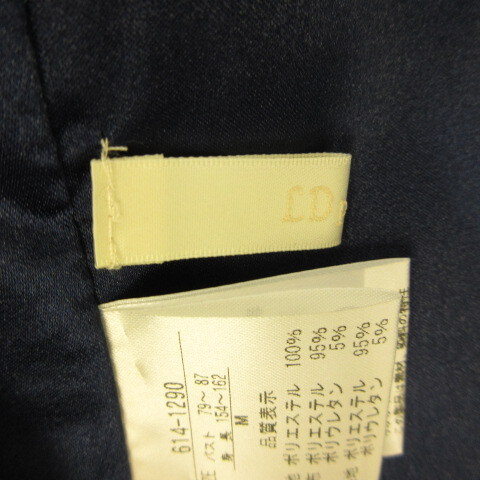 LD
614-1290
バスト 79~ 87
身 長 154~162
M
品質表示
ポリエステル 100%
ポリエステル 95%
ポリウレタン 5%
ポリエステル 95%
ポリウレタン 5%